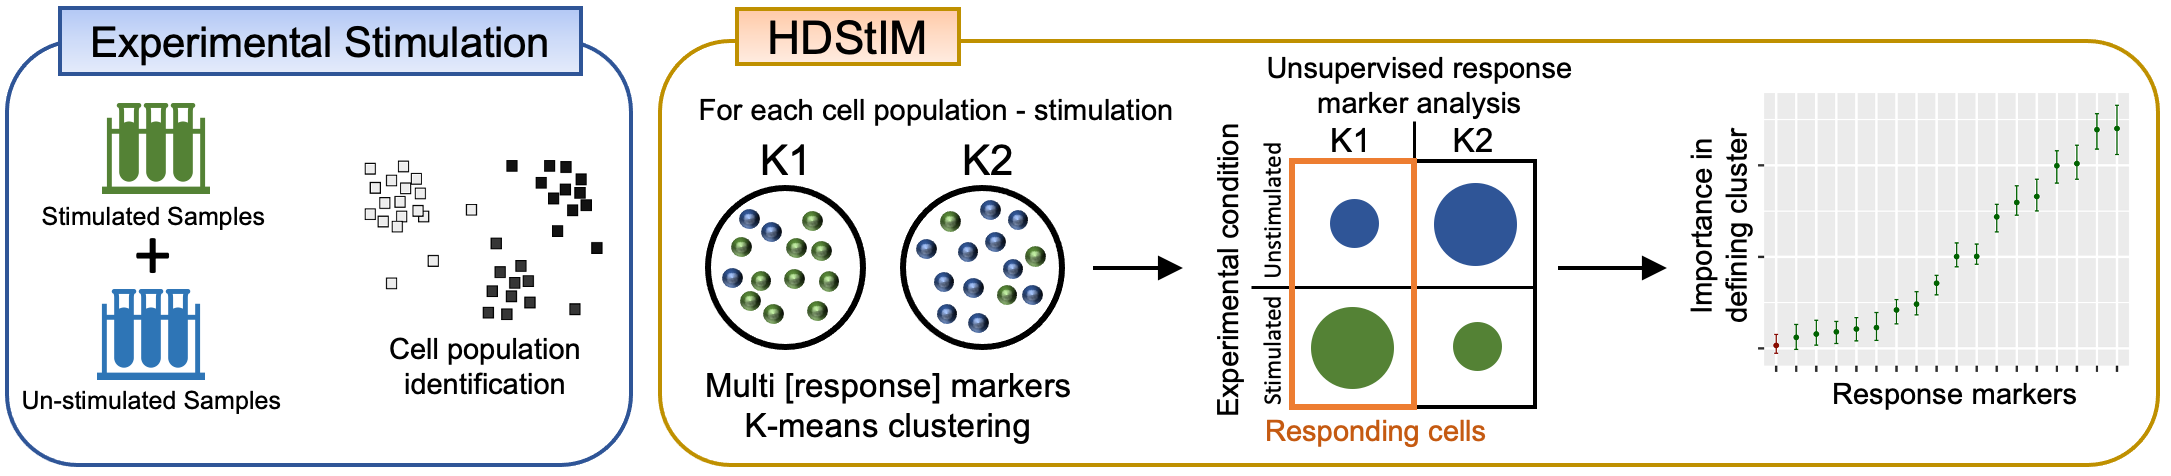 Experimental Stimulation
Stimulated Samples
+
Un-stimulated Samples
Cell population
identification
HDStIM
For each cell population - stimulation
K1
K2
Multi [response] markers
K-means clustering
Unsupervised response
marker analysis
K1
K2
Experimental condition
Unstimulated
Stimulated
Responding cells
Importance in
defining cluster
Response markers